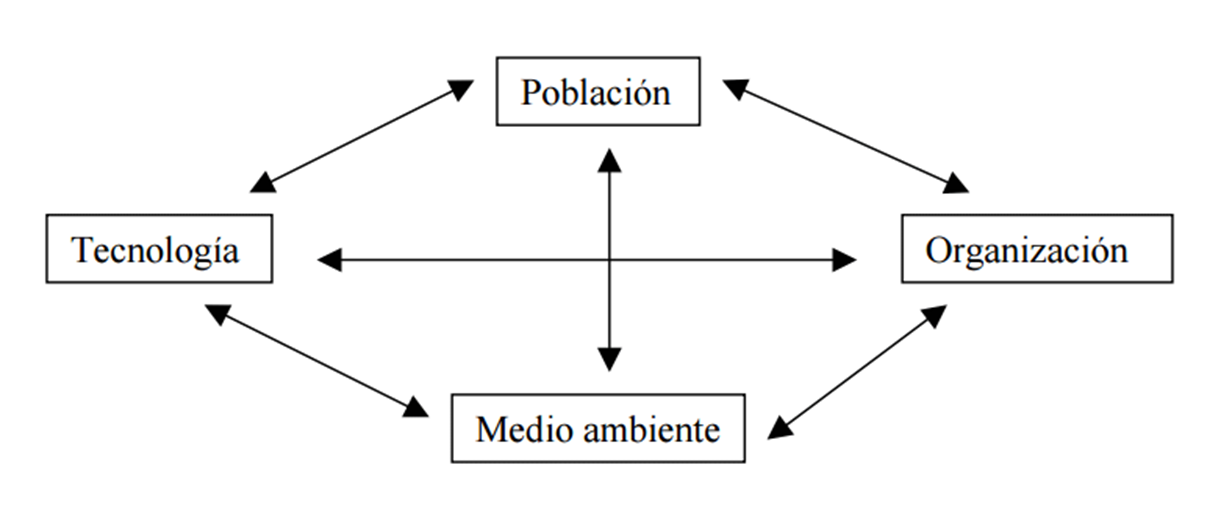 Población
Tecnología
Organización
Medio ambiente